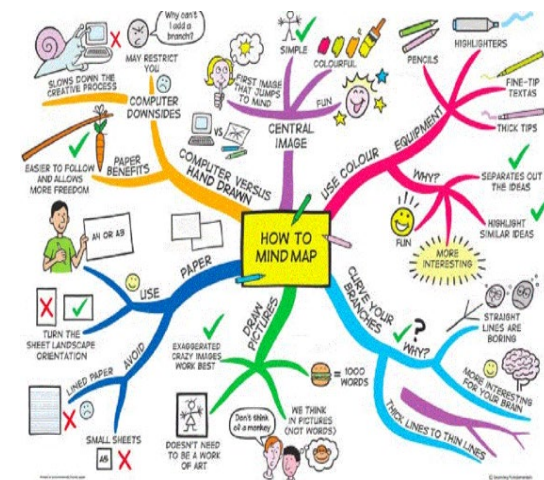 HOW TO
MIND MAP
CENTRAL
IMAGE
FIRST IMAGE
THAT JUMPS
TO MIND
SIMPLE
COLOURFUL
FUN
USE COLOUR
EQUIPMENT
PENCILS
HIGHLIGHTERS
FINE-TIP
TEXTAS
THICK TIPS
WHY?
SEPARATES OUT
THE IDEAS
HIGHLIGHT
SIMILAR IDEAS
MORE
INTERESTING
FUN
CURVE YOUR
BRANCHES
?
WHY?
STRAIGHT
LINES ARE
BORING
MORE INTERESTING
FOR YOUR BRAIN
THICK LINES TO THIN LINES
DRAW
PICTURES
= 1000
WORDS
WE THINK
IN PICTURES
(NOT WORDS)
Don't think
of a monkey
DOESN'T NEED
TO BE A WORK
OF ART
EXAGGERATED
CRAZY IMAGES
WORK BEST
PAPER
USE
A4 OR A3
TURN THE
SHEET LANDSCAPE
ORIENTATION
AVOID
LINED PAPER
SMALL SHEETS
A5
COMPUTER VERSUS
HAND DRAWN
VS
PAPER
BENEFITS
EASIER TO FOLLOW
AND ALLOWS
MORE FREEDOM
COMPUTER
DOWNSIDES
SLOWS DOWN THE
CREATIVE PROCESS
MAY RESTRICT
YOU
Why can't
I add a
branch?
© Learning Fundamentals